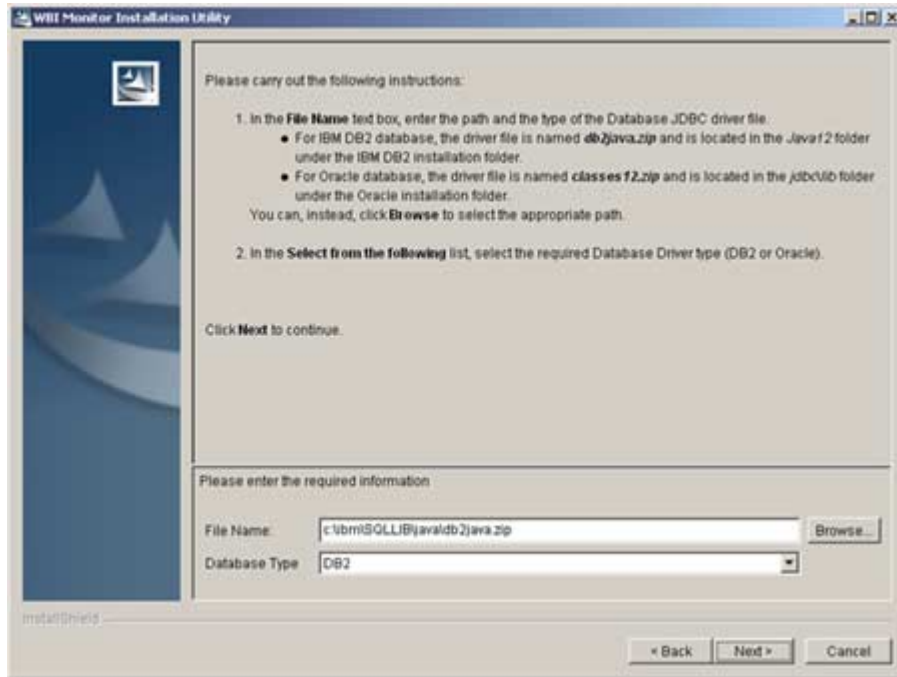 WBI Monitor Installation Utility
Please carry out the following instructions:
1. In the File Name text box, enter the path and the type of the Database JDBC driver file.
● For IBM DB2 database, the driver file is named db2java.zip and is located in the Java12 folder
under the IBM DB2 installation folder.
● For Oracle database, the driver file is named classes12.zip and is located in the jdbc\lib folder
under the Oracle installation folder.
You can, instead, click Browse to select the appropriate path.
2. In the Select from the following list, select the required Database Driver type (DB2 or Oracle).
Click Next to continue.
Please enter the required information
File Name: c:\ibm\SQLLIB\java\db2java.zip Browse...
Database Type DB2
InstallShield
< Back Next > Cancel